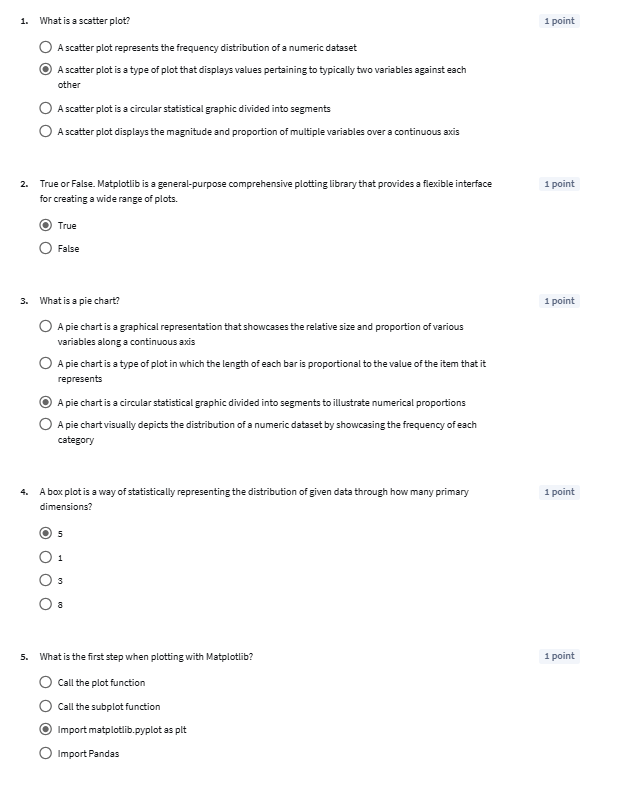 1. What is a scatter plot? 1 point
A scatter plot represents the frequency distribution of a numeric dataset
A scatter plot is a type of plot that displays values pertaining to typically two variables against each
other
A scatter plot is a circular statistical graphic divided into segments
A scatter plot displays the magnitude and proportion of multiple variables over a continuous axis
2. True or False. Matplotlib is a general-purpose comprehensive plotting library that provides a flexible interface 1 point
for creating a wide range of plots.
True
False
3. What is a pie chart? 1 point
A pie chart is a graphical representation that showcases the relative size and proportion of various
variables along a continuous axis
A pie chart is a type of plot in which the length of each bar is proportional to the value of the item that it
represents
A pie chart is a circular statistical graphic divided into segments to illustrate numerical proportions
A pie chart visually depicts the distribution of a numeric dataset by showcasing the frequency of each
category
4. A box plot is a way of statistically representing the distribution of given data through how many primary 1 point
dimensions?
5
1
3
8
5. What is the first step when plotting with Matplotlib? 1 point
Call the plot function
Call the subplot function
Import matplotlib.pyplot as plt
Import Pandas